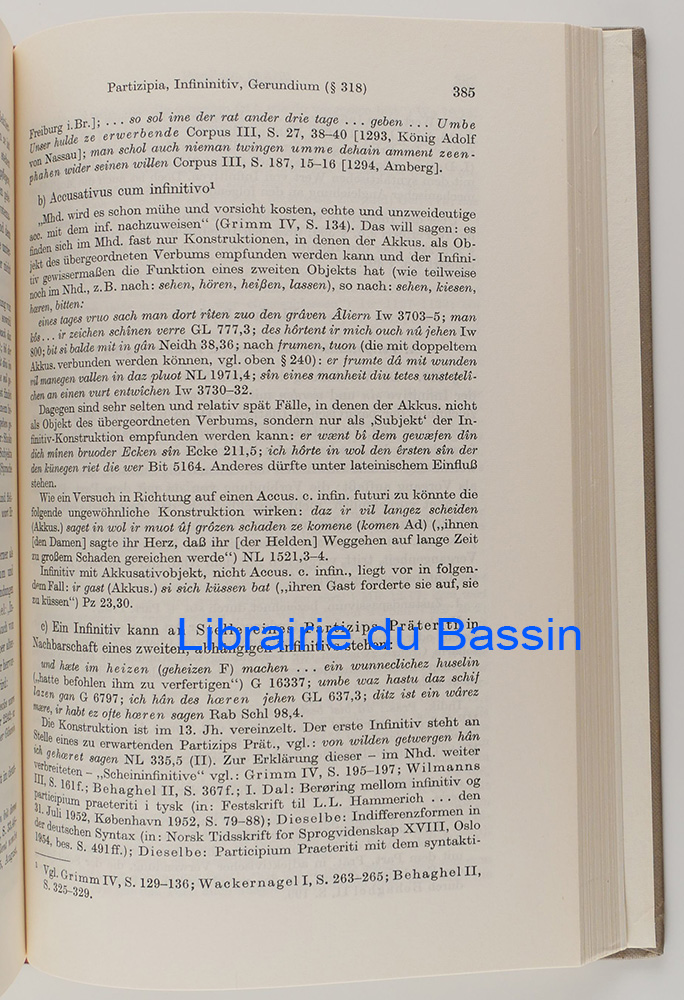 Partizipia, Infininitiv, Gerundium (§ 318)
385
Freiburg i.Br.]; . . . so sol ime der rat ander drie tage . . . geben . . . Umbe
Unser hulde ze erwerbende Corpus III, S. 27, 38–40 [1293, König Adolf
von Nassau]; man schol auch nieman twingen umme dehain amment zeen-
phahen wider seinen willen Corpus III, S. 187, 15–16 [1294, Amberg].
b) Accusativus cum infinitivo¹
„Mhd. wird es schon mühe und vorsicht kosten, echte und unzweideutige
acc. mit dem inf. nachzuweisen“ (Grimm IV, S. 134). Das will sagen: es
finden sich im Mhd. fast nur Konstruktionen, in denen der Akkus. als Ob-
jekt des übergeordneten Verbums empfunden werden kann und der Infini-
tiv gewissermaßen die Funktion eines zweiten Objekts hat (wie teilweise
noch im Nhd., z.B. nach: sehen, hören, heißen, lassen), so nach: sehen, kiesen,
hœren, bitten:
eines tages vruo sach man dort rîten zuo den grâven Âliern Iw 3703–5; man
kôs . . . ir zeichen schînen verre GL 777,3; des hôrtent ir mich ouch nû jehen Iw
800; bit si balde mit in gân Neidh 38,36; nach frumen, tuon (die mit doppeltem
Akkus. verbunden werden können, vgl. oben § 240): er frumte dâ mit wunden
vil manegen vallen in daz pluot NL 1971,4; sîn eines manheit diu tetes unsteteli-
chen an einen vurt entwîchen Iw 3730–32.
Dagegen sind sehr selten und relativ spät Fälle, in denen der Akkus. nicht
als Objekt des übergeordneten Verbums, sondern nur als ‚Subjekt‘ der In-
finitiv-Konstruktion empfunden werden kann: er wænt bî dem gewæfen dîn
dich mînen bruoder Ecken sîn Ecke 211,5; ich hôrte in wol den êrsten sîn der
den künegen riet die wer Bit 5164. Anderes dürfte unter lateinischem Einfluß
stehen.
Wie ein Versuch in Richtung auf einen Accus. c. infin. futuri zu könnte die
folgende ungewöhnliche Konstruktion wirken: daz ir vil langez scheiden
(Akkus.) saget in wol ir muot ûf grôzen schaden ze komene (komen Ad) („ihnen
[den Damen] sagte ihr Herz, daß ihr [der Helden] Weggehen auf lange Zeit
zu großem Schaden gereichen werde“) NL 1521,3–4.
Infinitiv mit Akkusativobjekt, nicht Accus. c. infin., liegt vor in folgen-
dem Fall: ir gast (Akkus.) si sich küssen bat („ihren Gast forderte sie auf, sie
zu küssen“) Pz 23,30.
c) Ein Infinitiv kann an Stelle eines Partizips Präteriti in
Nachbarschaft eines zweiten, abhängigen Infinitivs stehen:
Librairie du Bassin
und hæte im heizen (geheizen F) machen . . . ein wunneclichez huselin
(„hatte befohlen ihm zu verfertigen“) G 16337; umbe waz hastu daz schif
lazen gan G 6797; ich hân des hœren jehen GL 637,3; ditz ist ein wârez
mære, ir habt ez ofte hœren sagen Rab Schl 98,4.
Die Konstruktion ist im 13. Jh. vereinzelt. Der erste Infinitiv steht an
Stelle eines zu erwartenden Partizips Prät., vgl.: von wilden getwergen hân
ich gehœret sagen NL 335,5 (II). Zur Erklärung dieser – im Nhd. weiter
verbreiteten – „Scheininfinitive“ vgl.: Grimm IV, S. 195–197; Wilmanns
III, S. 161f.; Behaghel II, S. 367f.; I. Dal: Berøring mellom infinitiv og
participium praeteriti i tysk (in: Festskrift til L.L. Hammerich . . . den
31. Juli 1952, København 1952, S. 79–88); Dieselbe: Indifferenzformen in
der deutschen Syntax (in: Norsk Tidsskrift for Sprogvidenskap XVIII, Oslo
1954, bes. S. 491ff.); Dieselbe: Participium Praeteriti mit dem syntakti-
¹ Vgl. Grimm IV, S. 129–136; Wackernagel I, S. 263–265; Behaghel II,
S. 325–329.